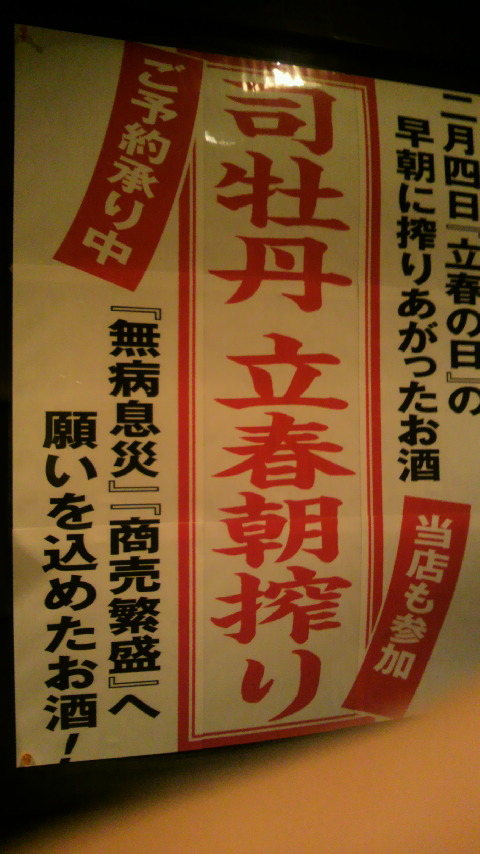 二月四日『立春の日』の
早朝に搾りあがったお酒
当店も参加
司牡丹 立春朝搾り
ご予約承り中
『無病息災』『商売繁盛』へ
願いを込めたお酒!